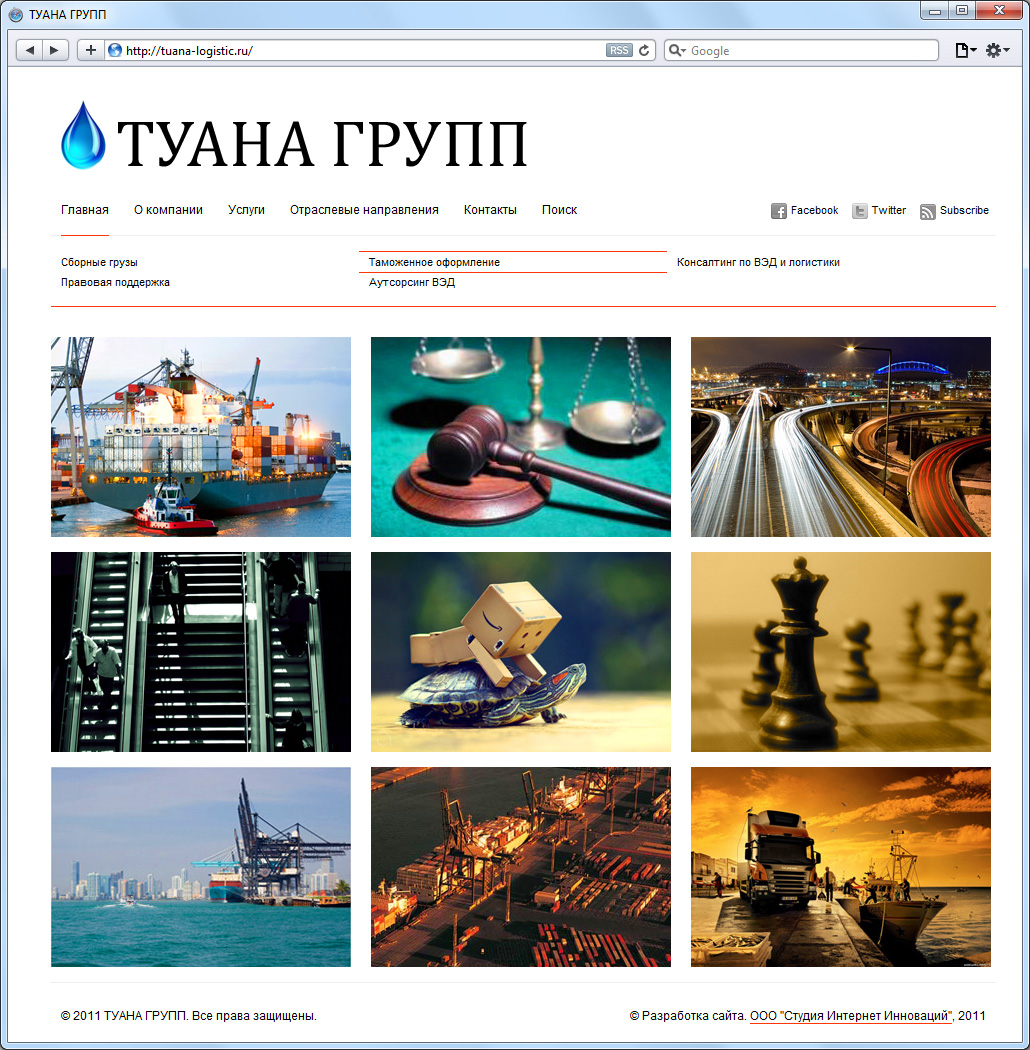 ТУАНА ГРУПП
http://tuana-logistic.ru/ RSS Google
ТУАНА ГРУПП
Главная О компании Услуги Отраслевые направления Контакты Поиск Facebook Twitter Subscribe
Сборные грузы Таможенное оформление Консалтинг по ВЭД и логистики
Правовая поддержка Аутсорсинг ВЭД
© 2011 ТУАНА ГРУПП. Все права защищены. © Разработка сайта. ООО "Студия Интернет Инноваций", 2011